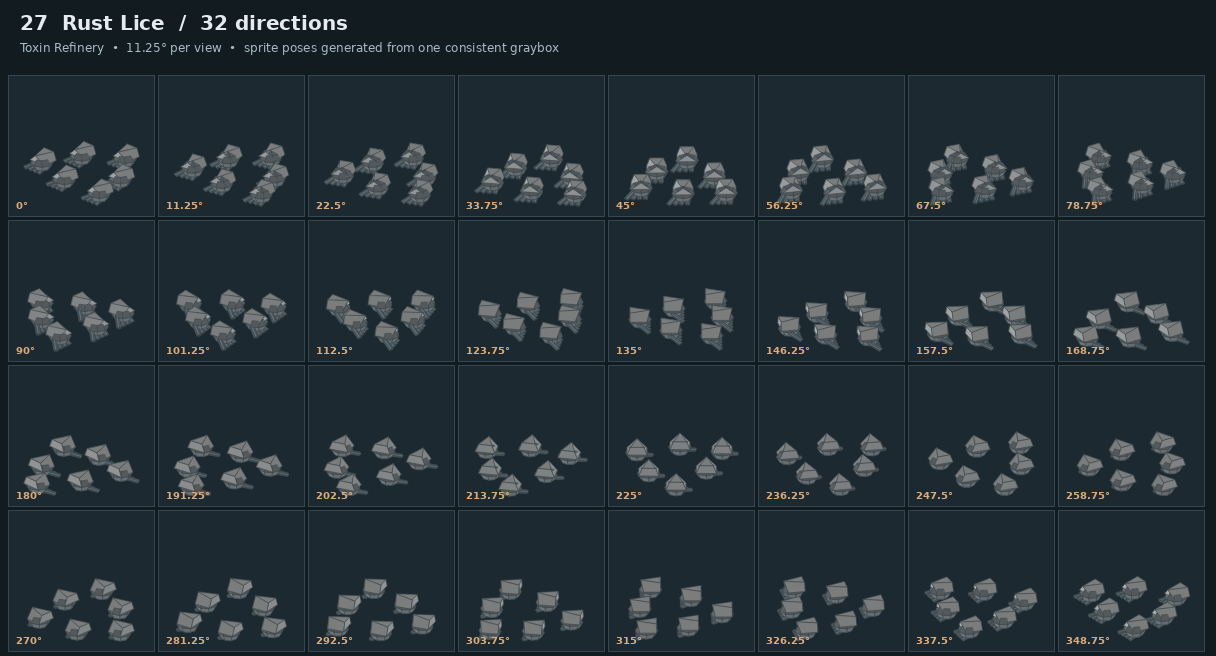 27 Rust Lice / 32 directions
Toxin Refinery • 11.25° per view • sprite poses generated from one consistent graybox
0° 11.25° 22.5° 33.75° 45° 56.25° 67.5° 78.75°
90° 101.25° 112.5° 123.75° 135° 146.25° 157.5° 168.75°
180° 191.25° 202.5° 213.75° 225° 236.25° 247.5° 258.75°
270° 281.25° 292.5° 303.75° 315° 326.25° 337.5° 348.75°